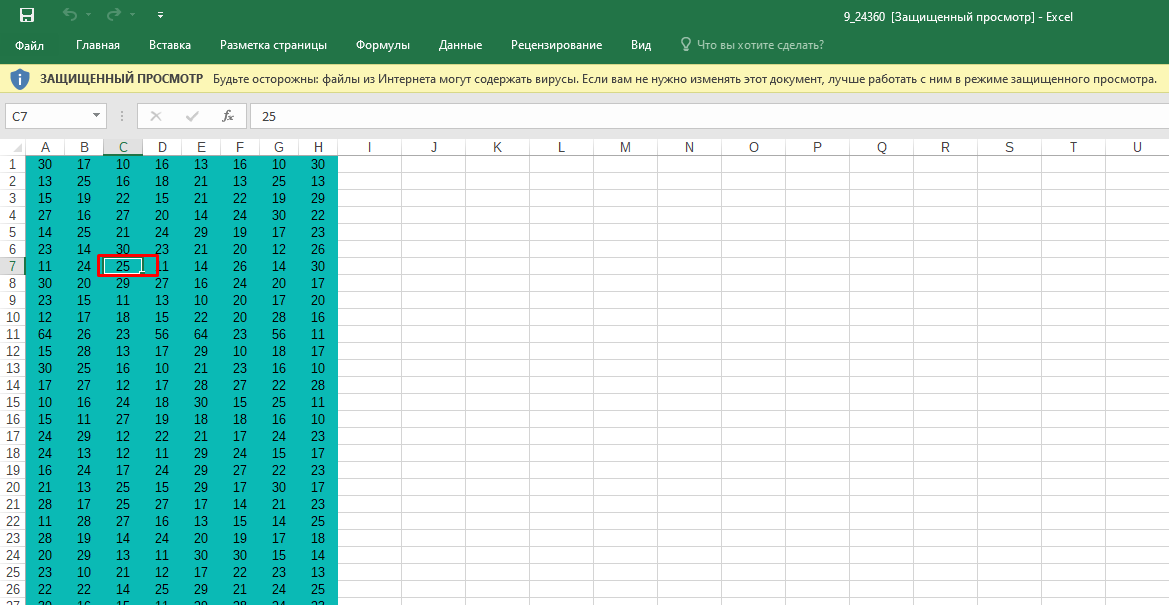 9_24360 [Защищенный просмотр] - Excel
Файл Главная Вставка Разметка страницы Формулы Данные Рецензирование Вид Что вы хотите сделать?
ЗАЩИЩЕННЫЙ ПРОСМОТР Будьте осторожны: файлы из Интернета могут содержать вирусы. Если вам не нужно изменять этот документ, лучше работать с ним в режиме защищенного просмотра.
C7 fx 25
A B C D E F G H I J K L M N O P Q R S T U
1 30 17 10 16 13 16 10 30
2 13 25 16 18 21 13 25 13
3 15 19 22 15 21 22 19 29
4 27 16 27 20 14 24 30 22
5 14 25 21 24 29 19 17 23
6 23 14 30 23 21 20 12 26
7 11 24 25 11 14 26 14 30
8 30 20 29 27 16 24 20 17
9 23 15 11 13 10 20 17 20
10 12 17 18 15 22 20 28 16
11 64 26 23 56 64 23 56 11
12 15 28 13 17 29 10 18 17
13 30 25 16 10 21 23 16 10
14 17 27 12 17 28 27 22 28
15 10 16 24 18 30 15 25 11
16 15 11 27 19 18 18 16 10
17 24 29 12 22 21 17 24 23
18 24 13 12 11 29 24 15 17
19 16 24 17 24 29 27 22 23
20 21 13 25 15 29 17 30 17
21 28 17 25 27 17 14 21 23
22 11 28 27 16 13 15 14 25
23 28 19 14 24 20 19 17 18
24 20 29 13 11 30 30 15 14
25 23 10 21 12 17 22 23 13
26 22 22 14 25 29 21 24 25